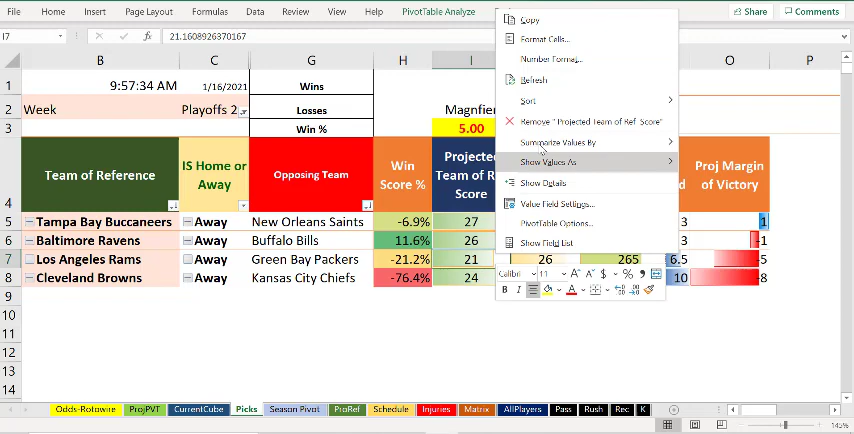 File Home Insert Page Layout Formulas Data Review View Help PivotTable Analyze Share Comments
I7 fx 21.1608926370167
B C G H I O P
1 9:57:34 AM 1/16/2021 Wins
2 Week Playoffs 2 Losses Magnfier
3 Win % 5.00
4 Team of Reference IS Home or Away Opposing Team Win Score % Projected Team of R Score d Proj Margin of Victory
5 Tampa Bay Buccaneers Away New Orleans Saints -6.9% 27 3 1
6 Baltimore Ravens Away Buffalo Bills 11.6% 26 3 -1
7 Los Angeles Rams Away Green Bay Packers -21.2% 21 26 265 6.5 -5
8 Cleveland Browns Away Kansas City Chiefs -76.4% 24 10 -8
9
10
11
12
13
14
Copy
Format Cells...
Number Format...
Refresh
Sort
Remove " Projected Team of Ref Score"
Summarize Values By
Show Values As
Show Details
Value Field Settings...
PivotTable Options...
Show Field List
Calibri 11 A A $ % ,
B I A
Odds-Rotowire ProjPVT CurrentCube Picks Season Pivot ProRef Schedule Injuries Matrix AllPlayers Pass Rush Rec K
145%